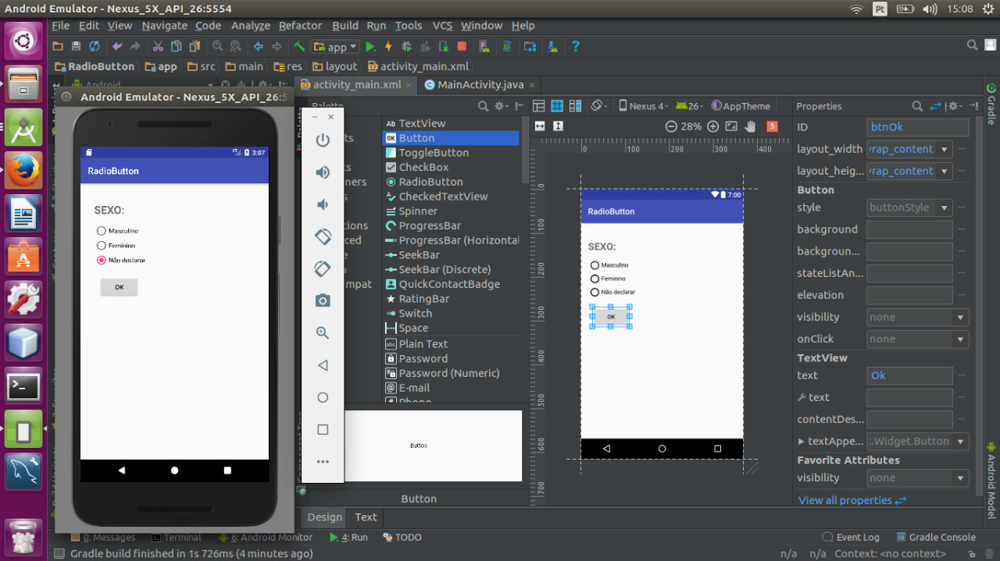 Android Emulator - Nexus_5X_API_26:5554
Pt
15:08
File Edit View Navigate Code Analyze Refactor Build Run Tools VCS Window Help
app
RadioButton app src main res layout activity_main.xml
Android
activity_main.xml
MainActivity.java
Android Emulator - Nexus_5X_API_26:5
3:07
RadioButton
SEXO:
Masculino
Feminino
Não declarar
OK
Palette
Ab TextView
OK Button
ToggleButton
CheckBox
RadioButton
CheckedTextView
Spinner
ProgressBar
ProgressBar (Horizontal
SeekBar
SeekBar (Discrete)
QuickContactBadge
RatingBar
Switch
Space
abc Plain Text
Password
Password (Numeric)
@ E-mail
Phone
Button
Button
Design Text
Nexus 4 26 AppTheme
28%
5
0 100 200 300 400
0
100
200
300
400
500
600
700
7:00
RadioButton
SEXO:
Masculino
Feminino
Não declarar
OK
Properties
ID btnOk
layout_width rap_content
layout_heig... rap_content
Button
style buttonStyle
background
backgroun...
stateListAn...
elevation
visibility none
onClick none
TextView
text Ok
text
contentDes...
textAppe... :.Widget.Button
Favorite Attributes
visibility none
View all properties
Gradle
Android Model
0: Messages Terminal 6: Android Monitor 4: Run TODO
Event Log Gradle Console
Gradle build finished in 1s 726ms (4 minutes ago)
n/a n/a Context: <no context>